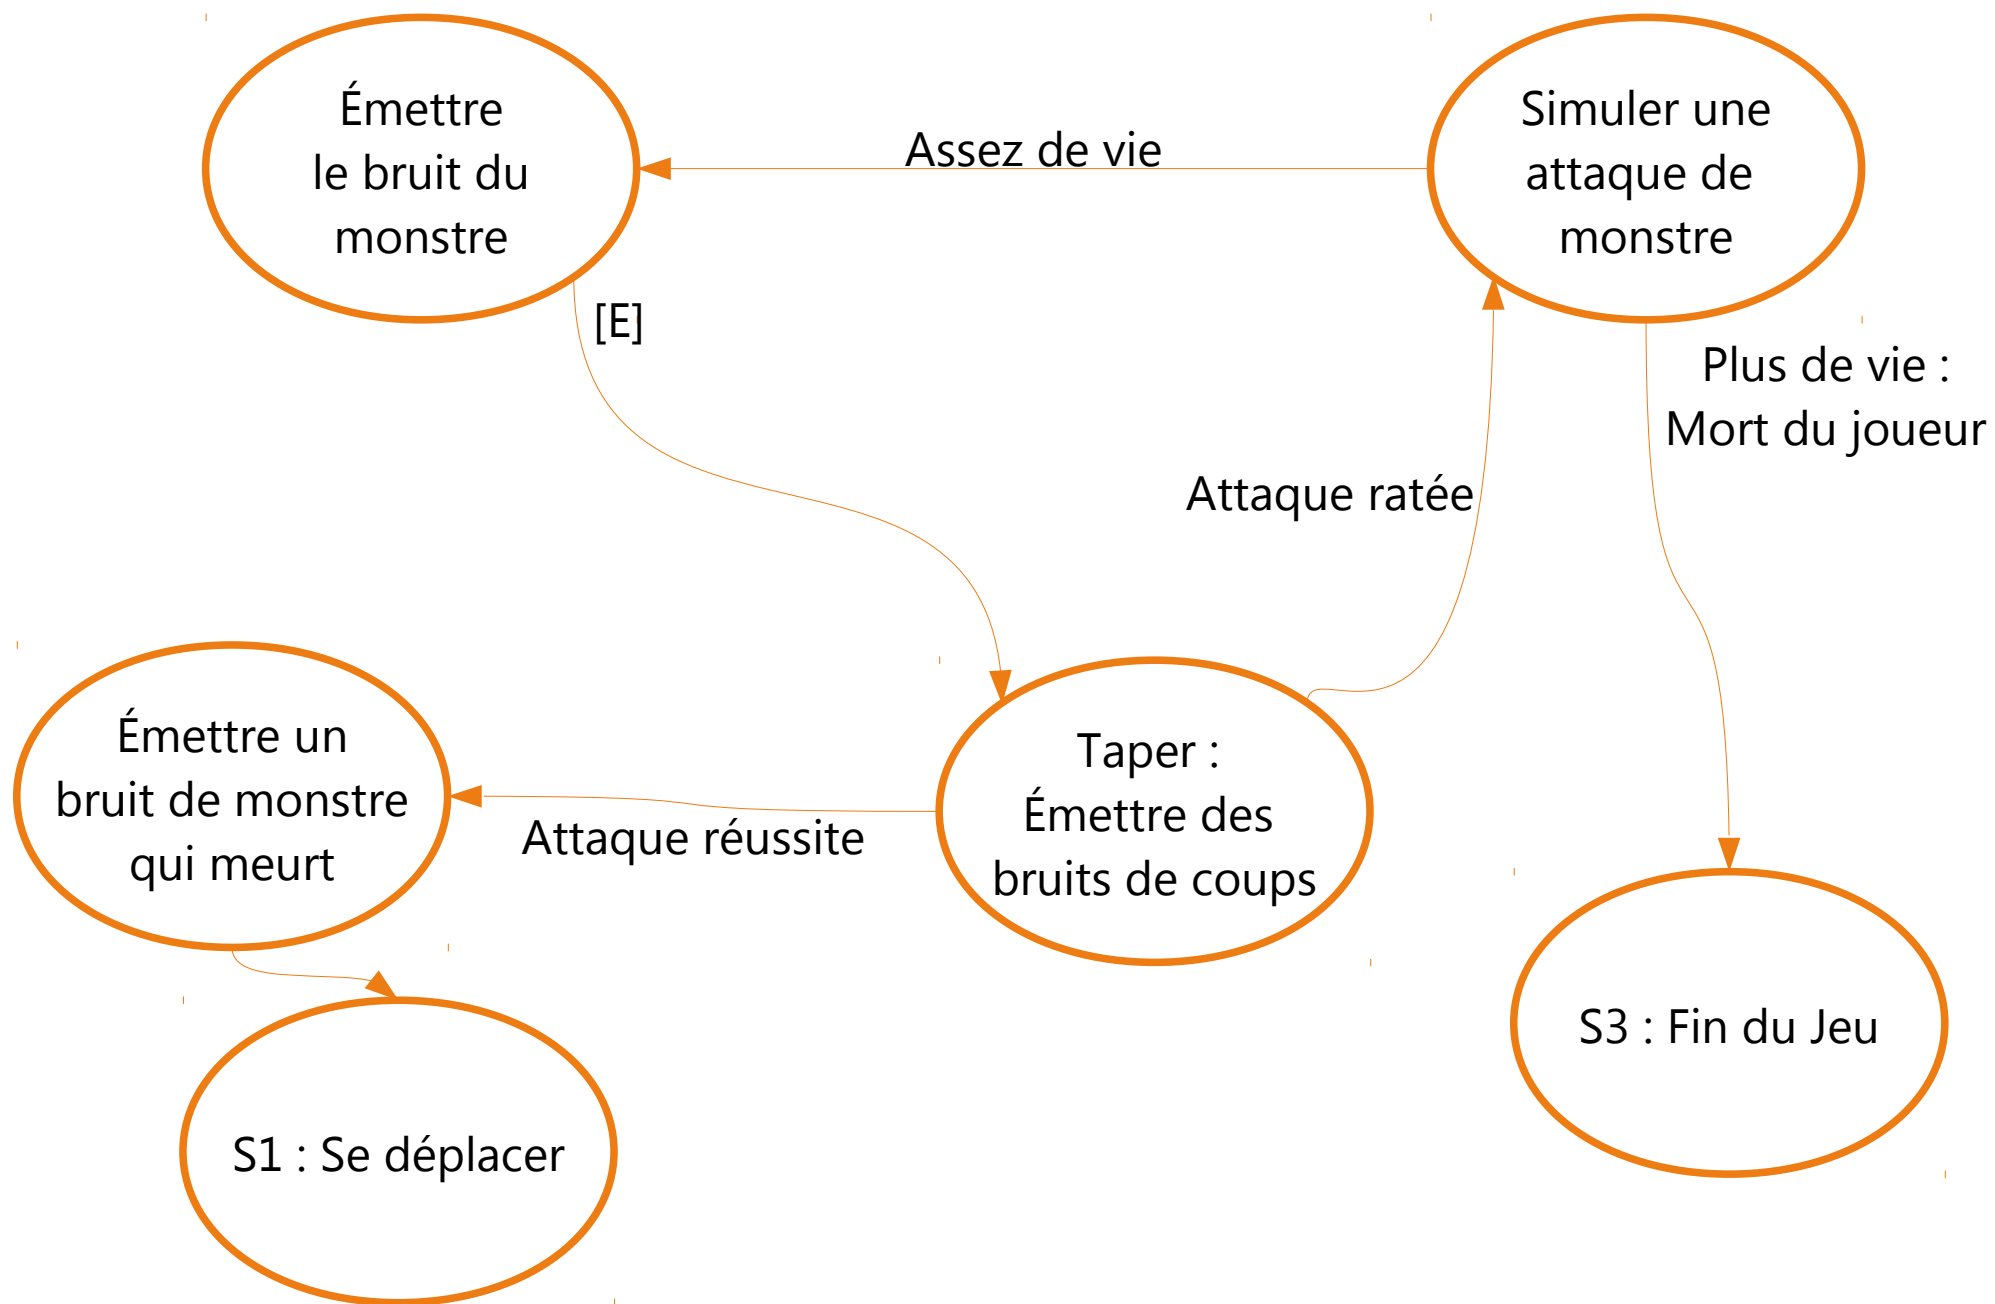 Émettre
le bruit du
monstre
Assez de vie
Simuler une
attaque de
monstre
[E]
Plus de vie :
Mort du joueur
Attaque ratée
Émettre un
bruit de monstre
qui meurt
Attaque réussite
Taper :
Émettre des
bruits de coups
S3 : Fin du Jeu
S1 : Se déplacer